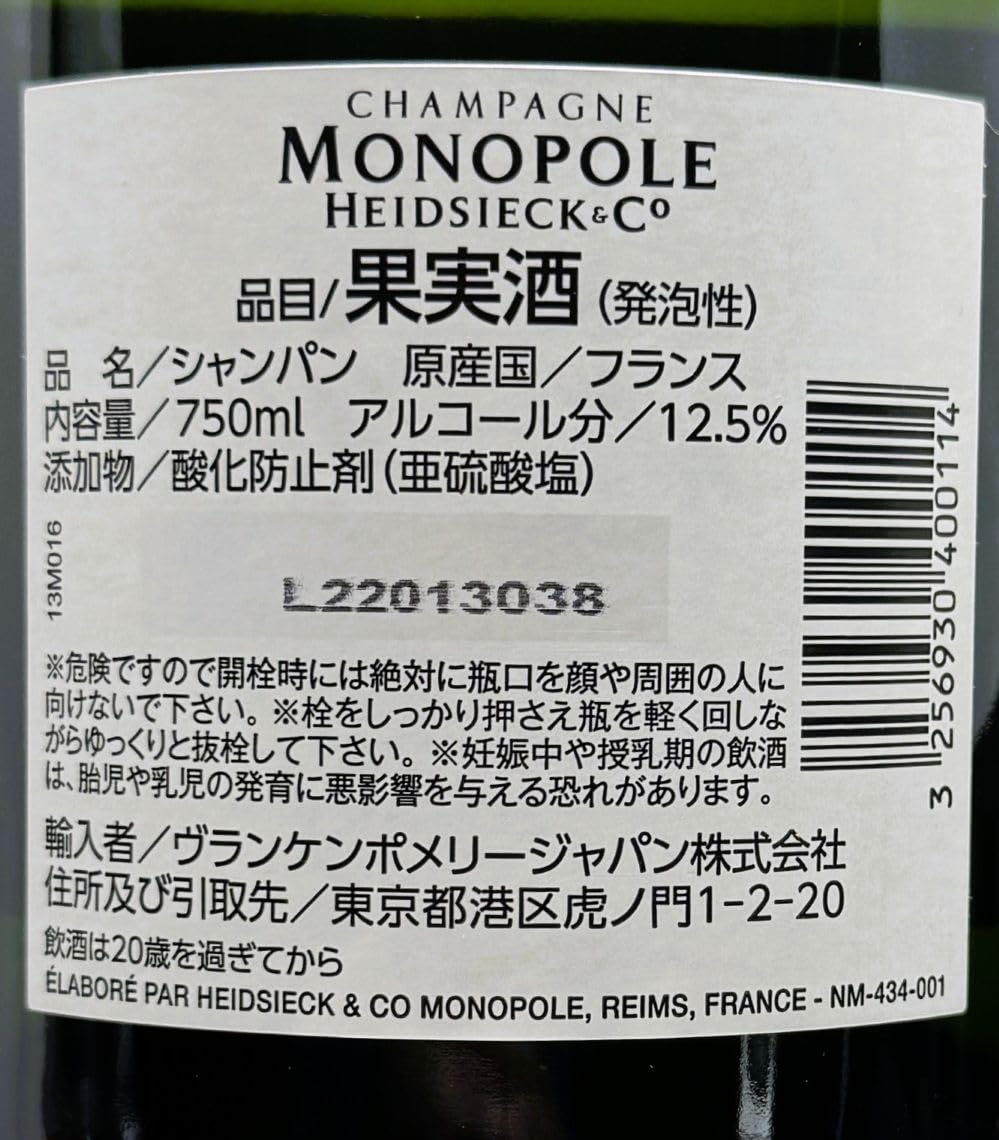 CHAMPAGNE
MONOPOLE
HEIDSIECK&Cº
品目/果実酒(発泡性)
品　名/シャンパン　原産国/フランス
内容量/750ml　アルコール分/12.5%
添加物/酸化防止剤(亜硫酸塩)
13M016
L22013038
※危険ですので開栓時には絶対に瓶口を顔や周囲の人に
向けないで下さい。※栓をしっかり押さえ瓶を軽く回しな
がらゆっくりと抜栓して下さい。※妊娠中や授乳期の飲酒
は、胎児や乳児の発育に悪影響を与える恐れがあります。
3 256930 400114
輸入者/ヴランケンポメリージャパン株式会社
住所及び引取先/東京都港区虎ノ門1-2-20
飲酒は20歳を過ぎてから
ÉLABORÉ PAR HEIDSIECK & CO MONOPOLE, REIMS, FRANCE - NM-434-001